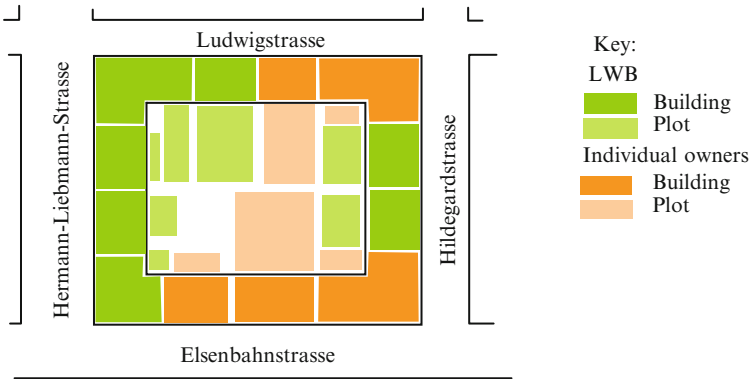 Ludwigstrasse
Hermann-Liebmann-Strasse
Hildegardstrasse
Elsenbahnstrasse
Key:
LWB
Building
Plot
Individual owners
Building
Plot